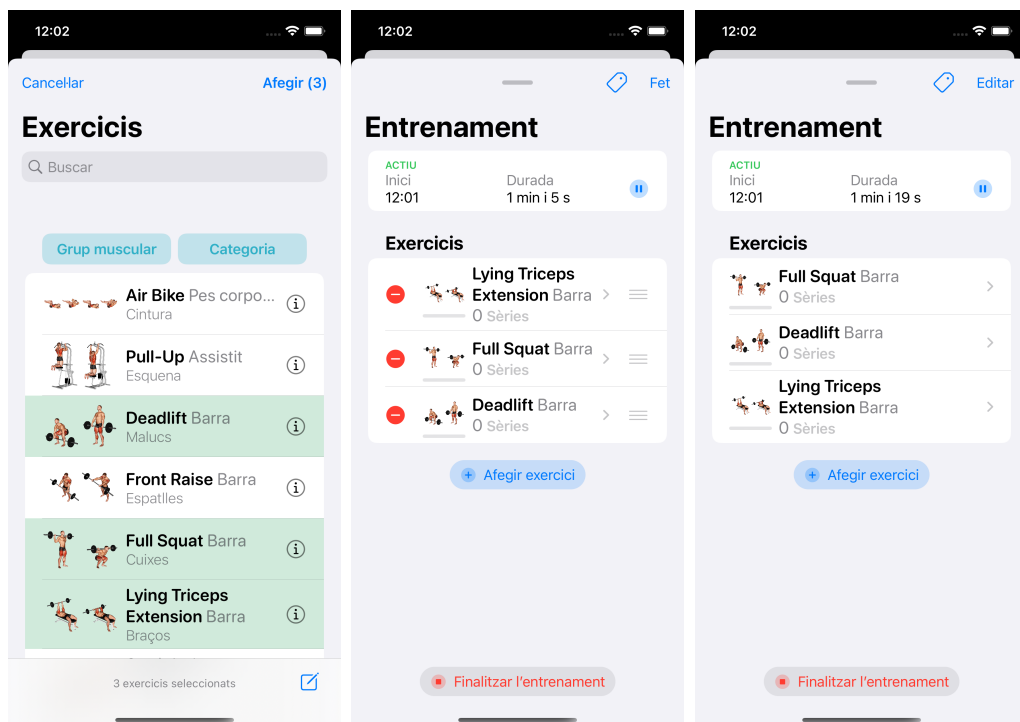 12:02
Cancel·lar
Afegir (3)
Exercicis
Buscar
Grup muscular
Categoria
Air Bike Pes corpo...
Cintura
Pull-Up Assistit
Esquena
Deadlift Barra
Malucs
Front Raise Barra
Espatlles
Full Squat Barra
Cuixes
Lying Triceps
Extension Barra
Braços
3 exercicis seleccionats
12:02
Fet
Entrenament
ACTIU
Inici
Durada
12:01
1 min i 5 s
Exercicis
Lying Triceps
Extension Barra
0 Sèries
Full Squat Barra
0 Sèries
Deadlift Barra
0 Sèries
Afegir exercici
Finalitzar l'entrenament
12:02
Editar
Entrenament
ACTIU
Inici
Durada
12:01
1 min i 19 s
Exercicis
Full Squat Barra
0 Sèries
Deadlift Barra
0 Sèries
Lying Triceps
Extension Barra
0 Sèries
Afegir exercici
Finalitzar l'entrenament